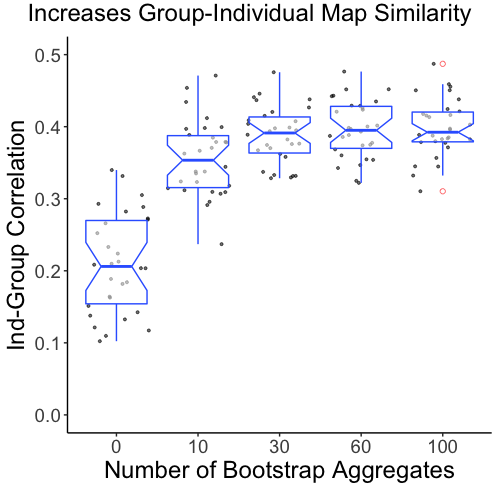 Increases Group-Individual Map Similarity
Ind-Group Correlation
0.5
0.4
0.3
0.2
0.1
0.0
0 10 30 60 100
Number of Bootstrap Aggregates